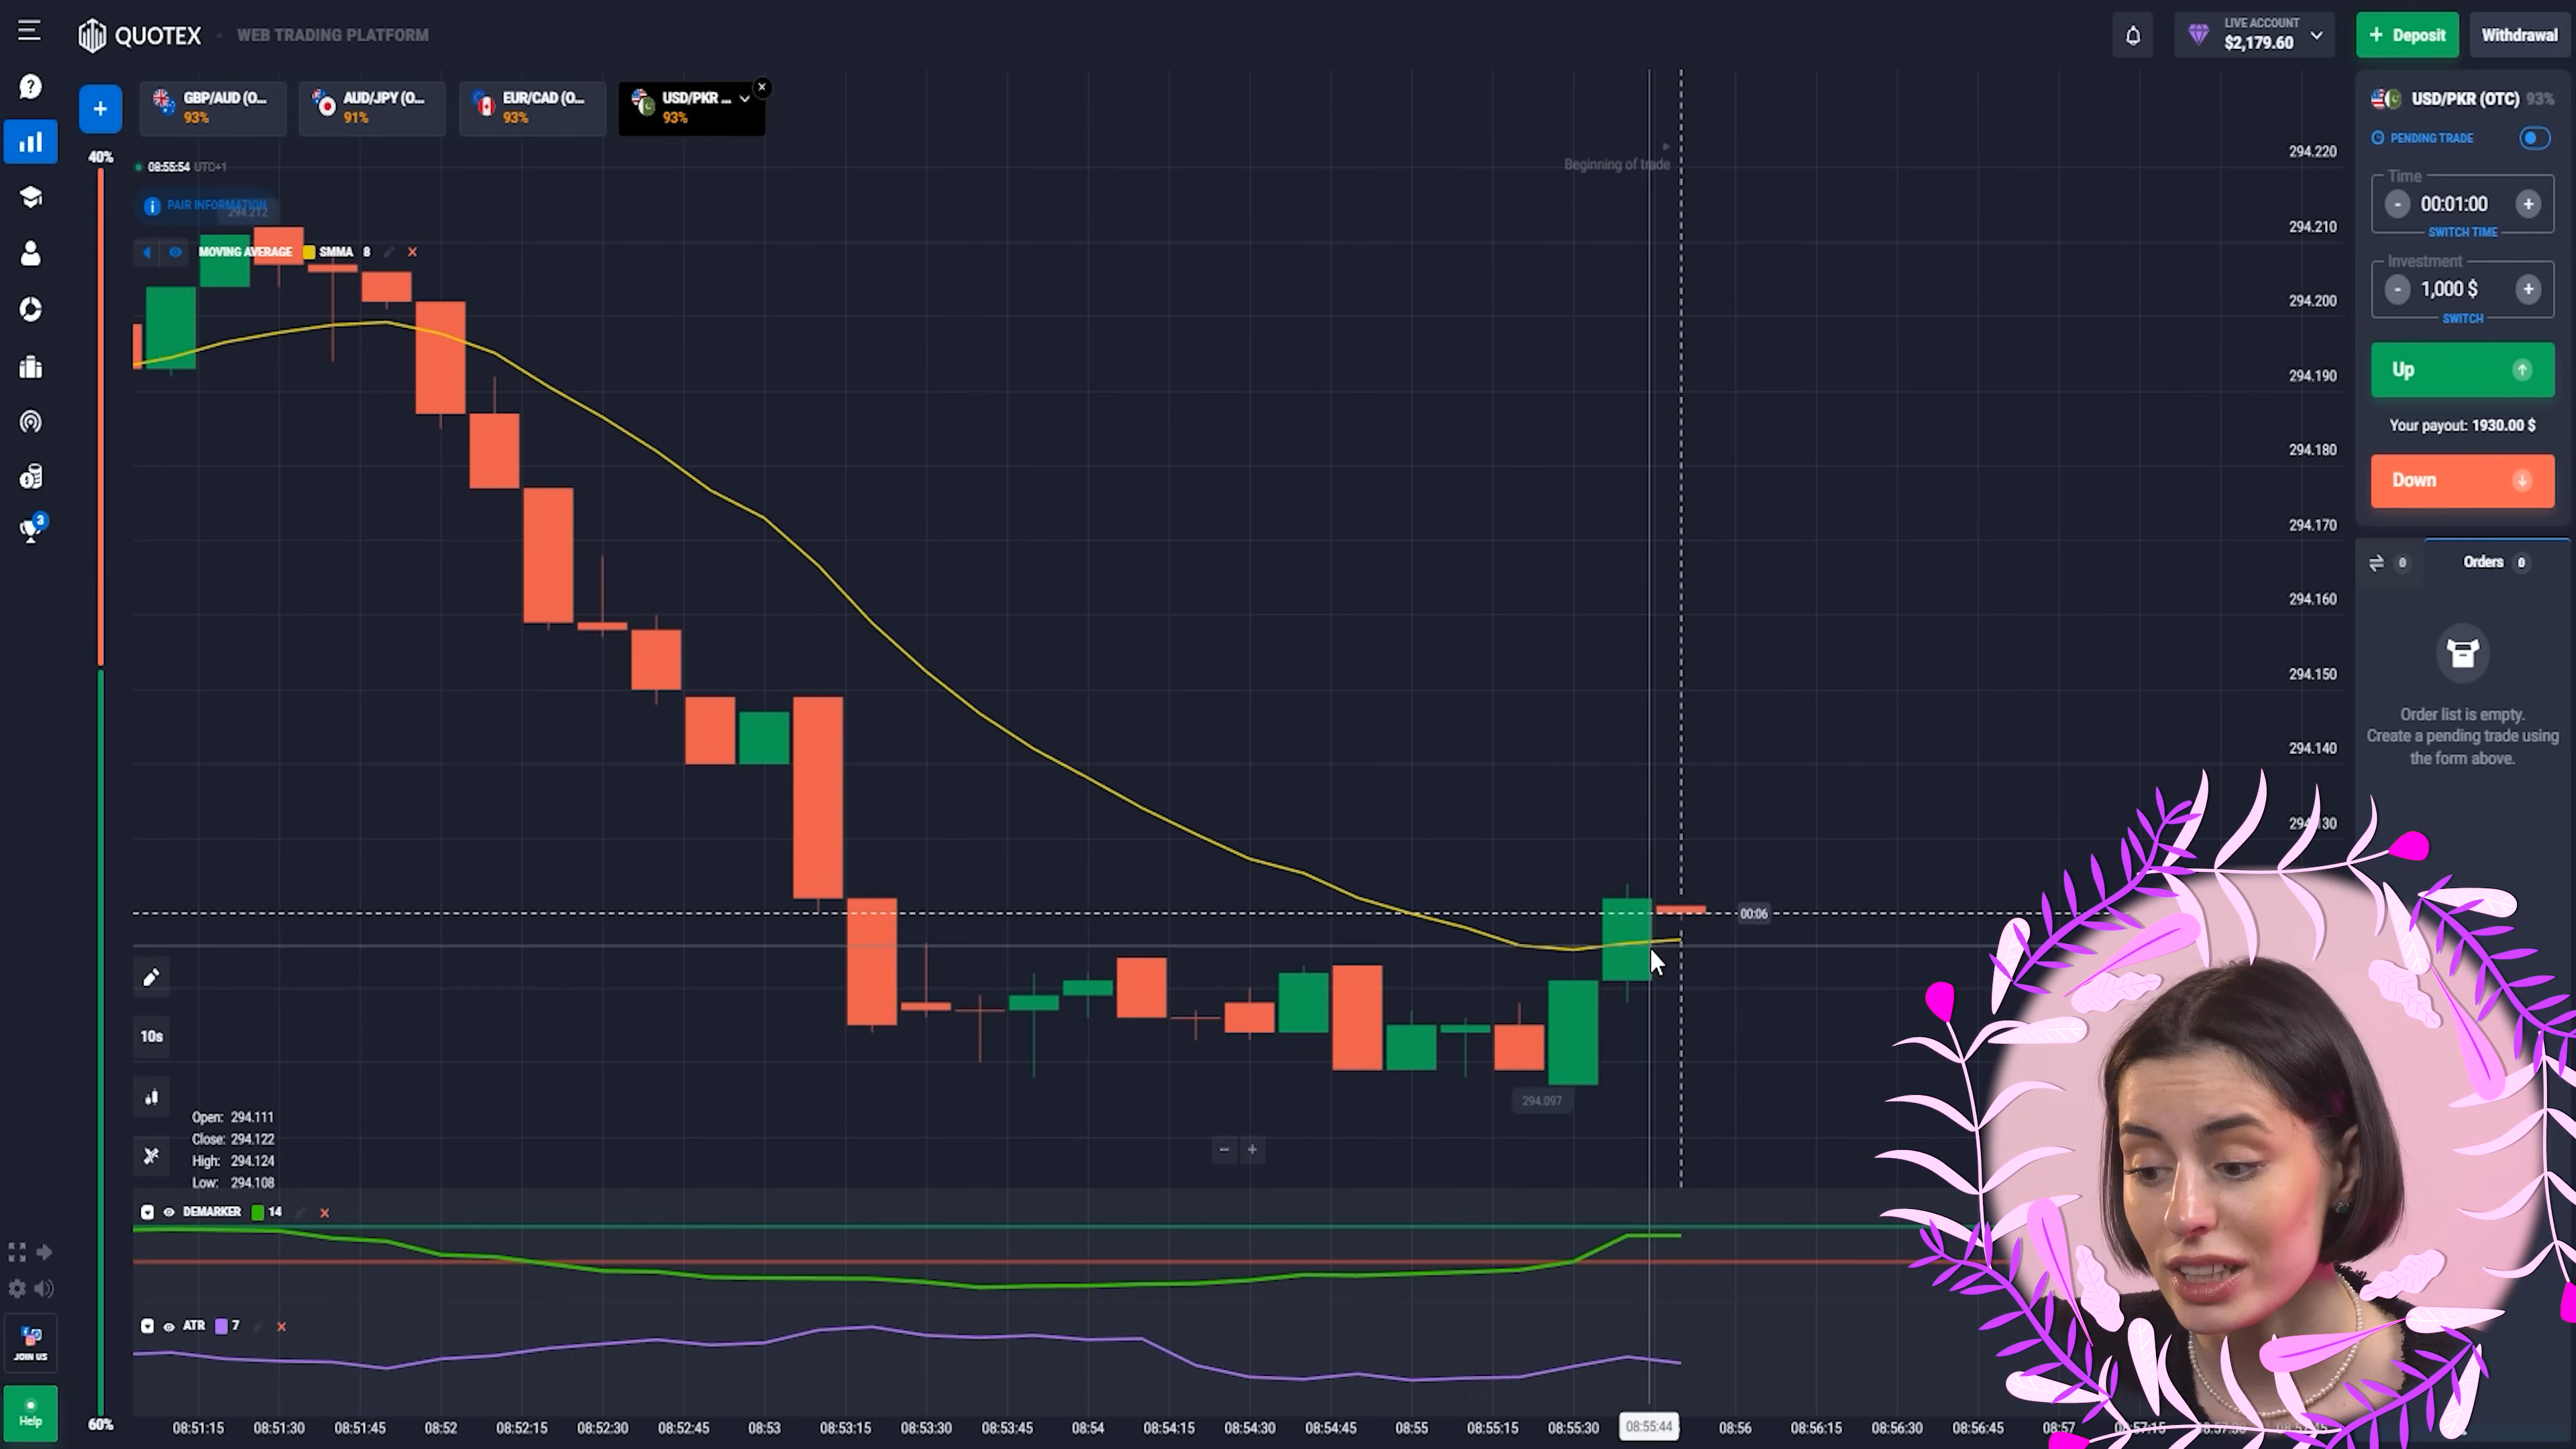 QUOTEX
WEB TRADING PLATFORM
LIVE ACCOUNT
$2,179.60
+ Deposit
Withdrawal
GBP/AUD (O...
93%
AUD/JPY (O...
91%
EUR/CAD (O...
93%
USD/PKR ...
93%
40%
08:55:54 UTC+1
PAIR INFORMATION
294.212
MOVING AVERAGE SMMA 8
Beginning of trade
294.220
294.210
294.200
294.190
294.180
294.170
294.160
294.150
294.140
USD/PKR (OTC) 93%
PENDING TRADE
Time
- 00:01:00 +
SWITCH TIME
Investment
- 1,000 $ +
SWITCH
Up
Your payout: 1930.00 $
Down
0
Orders 0
Order list is empty.
Create a pending trade using
the form above.
3
00:06
294.097
10s
Open: 294.111
Close: 294.122
High: 294.124
Low: 294.108
DEMARKER 14
ATR 7
JOIN US
Help
60%
08:51:15 08:51:30 08:51:45 08:52 08:52:15 08:52:30 08:52:45 08:53 08:53:15 08:53:30 08:53:45 08:54 08:54:15 08:54:30 08:54:45 08:55 08:55:15 08:55:30 08:55:44 08:56 08:56:15 08:56:30 08:56:45 08:57